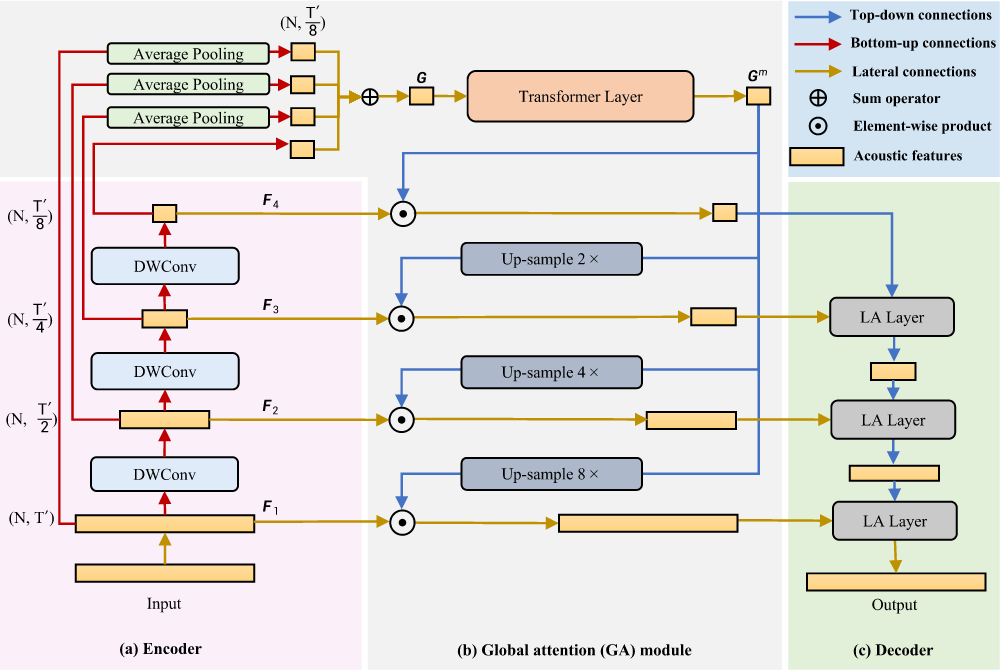 (N, T′/8)
Average Pooling
Average Pooling
Average Pooling
G
Transformer Layer
Gᵐ
Top-down connections
Bottom-up connections
Lateral connections
Sum operator
Element-wise product
Acoustic features
(N, T′/8)
F₄
DWConv
Up-sample 2 ×
(N, T′/4)
F₃
LA Layer
DWConv
Up-sample 4 ×
(N, T′/2)
F₂
LA Layer
DWConv
Up-sample 8 ×
(N, T′)
F₁
LA Layer
Input
Output
(a) Encoder
(b) Global attention (GA) module
(c) Decoder